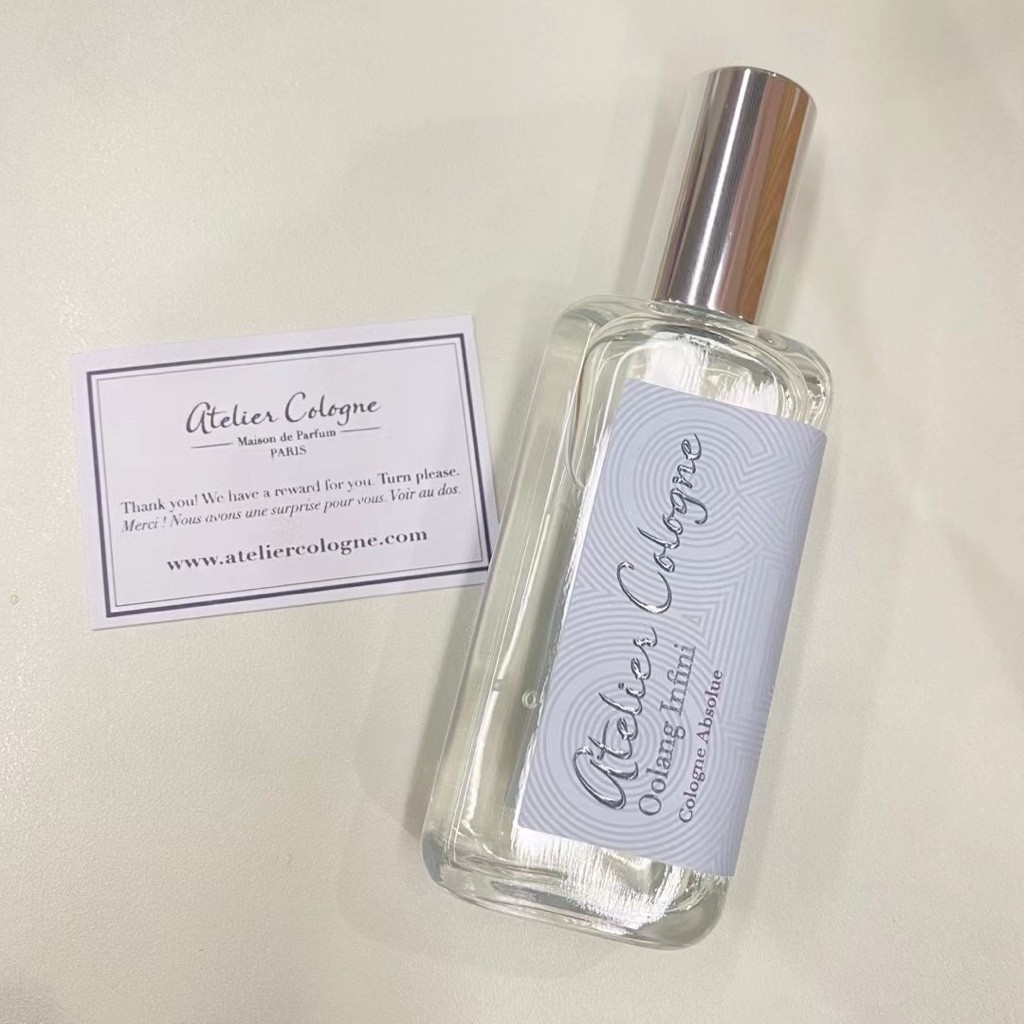 Atelier Cologne
Maison de Parfum
PARIS
Thank you! We have a reward for you. Turn please.
Merci ! Nous avons une surprise pour vous. Voir au dos.
www.ateliercologne.com
Atelier Cologne
Oolang Infini
Cologne Absolue